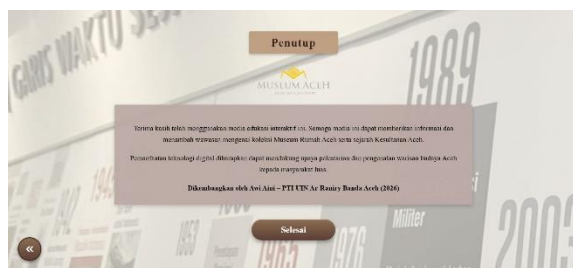 GARIS WAKTU
Penutup
1989
MUSEUM ACEH
Terima kasih telah menggunakan media edukasi interaktif ini. Semoga media ini dapat memberikan informasi dan
menambah wawasan mengenai koleksi Museum Rumah Aceh serta sejarah Kesultanan Aceh.
Pemanfaatan teknologi digital diharapkan dapat mendukung upaya pelestarian dan pengenalan warisan budaya Aceh
kepada masyarakat luas.
Dikembangkan oleh Awi Aini – PTI UIN Ar Raniry Banda Aceh (2026)
Selesai
Militer
1953
1965
1976
2003
«